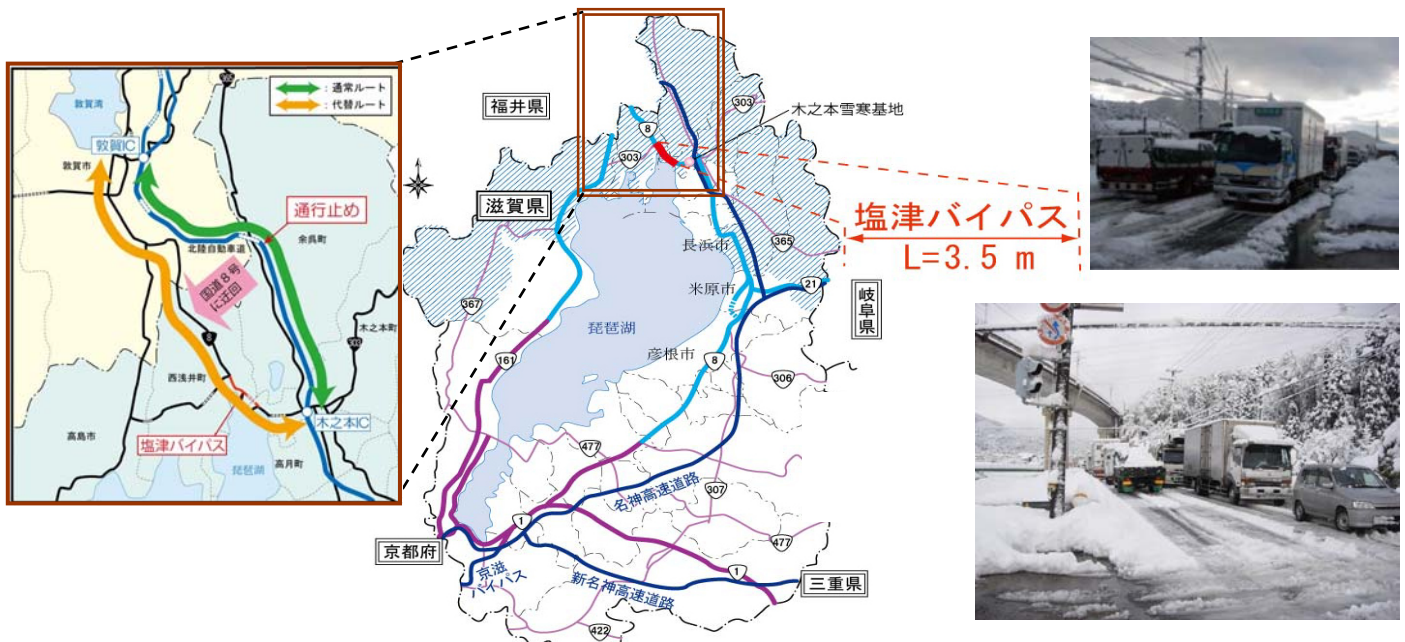 ：通常ルート
：代替ルート
365
敦賀湾
敦賀IC
敦賀市
通行止め
余呉町
北陸自動車道
国道8号
に迂回
木之本町
8
303
西浅井町
木之本IC
塩津バイパス
高島市
琵琶湖
高月町
福井県
滋賀県
303
8
303
木之本雪寒基地
塩津バイパス
L=3.5 m
長浜市
365
米原市
21
岐阜県
367
琵琶湖
彦根市
161
8
306
477
名神高速道路
307
1
477
京都府
京滋
バイパス
新名神高速道路
1
三重県
422